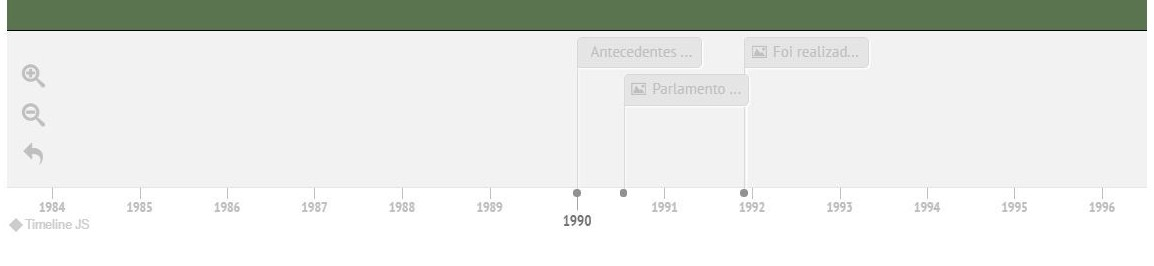 Antecedentes ...
Foi realizad...
Parlamento ...
1984 1985 1986 1987 1988 1989 1990 1991 1992 1993 1994 1995 1996
Timeline JS